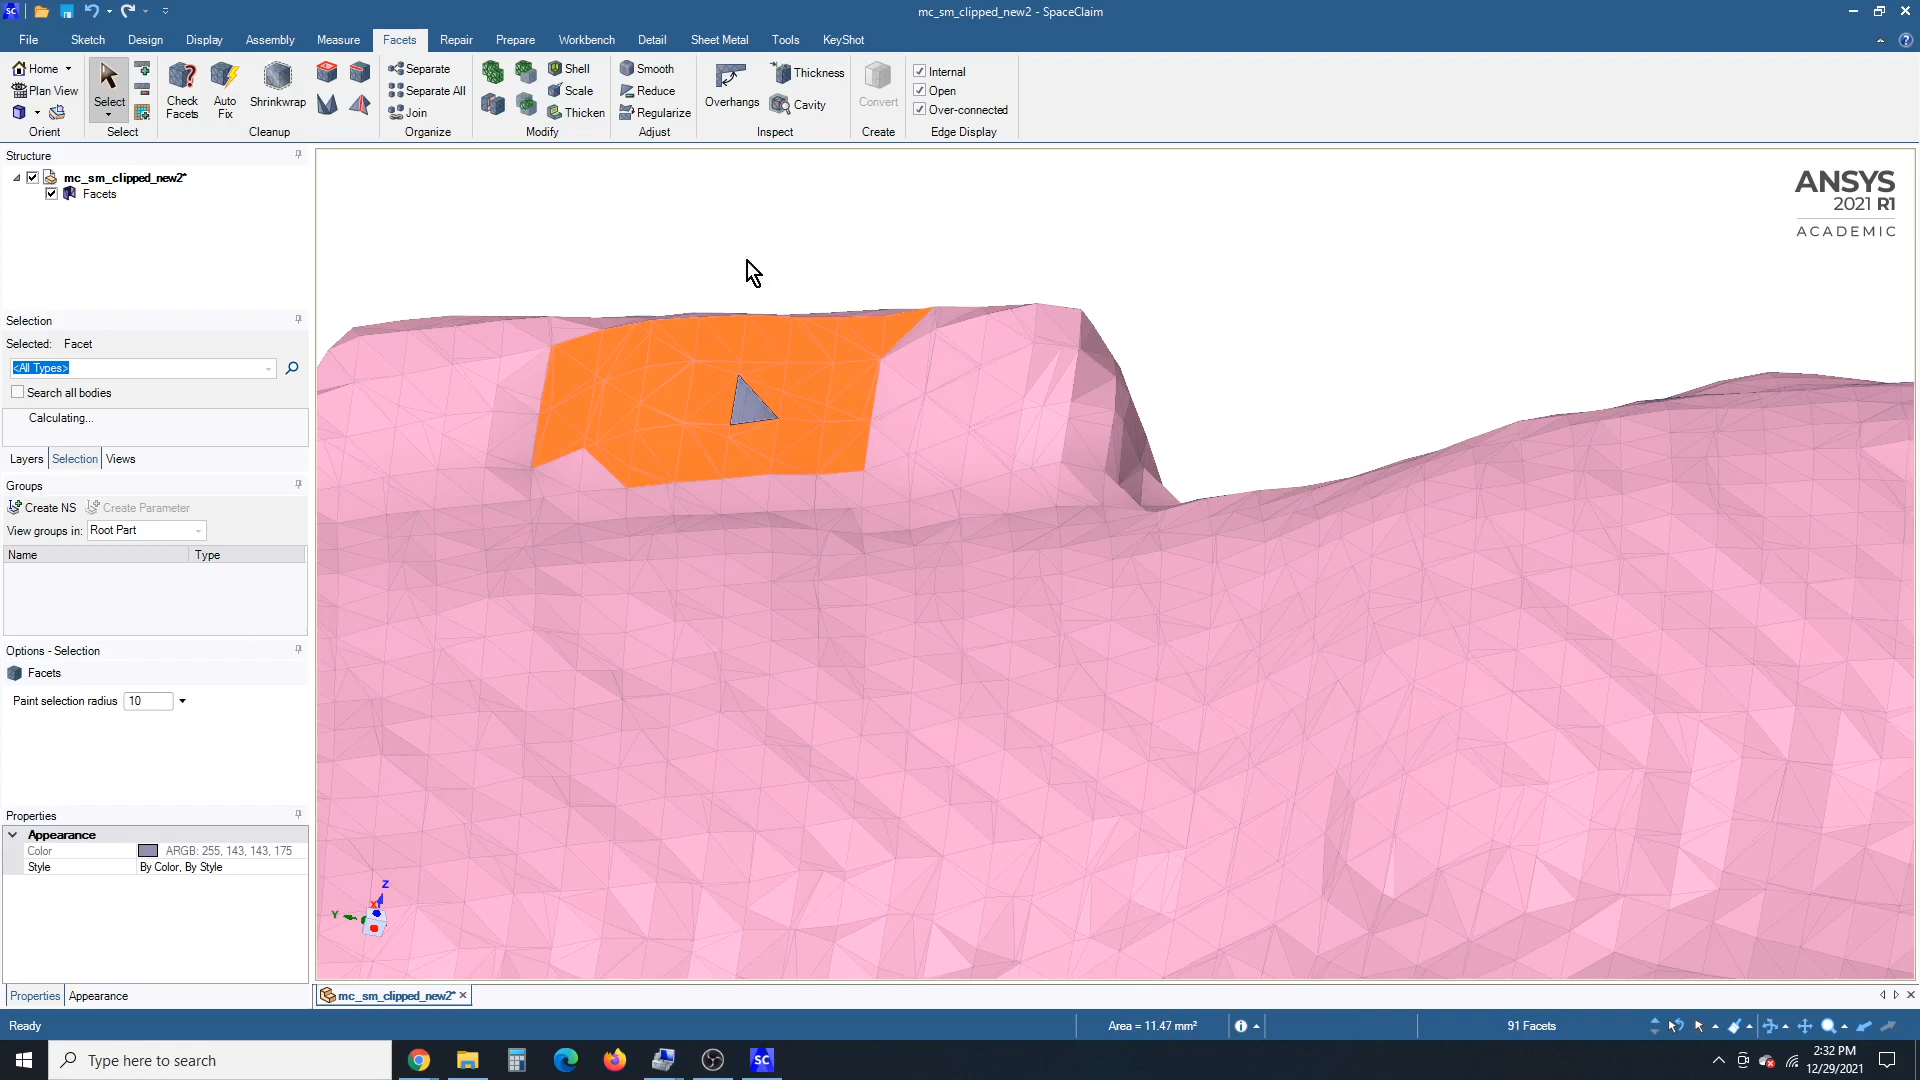 SC mc_sm_clipped_new2 - SpaceClaim
File Sketch Design Display Assembly Measure Facets Repair Prepare Workbench Detail Sheet Metal Tools KeyShot
Home
Plan View
Orient
Select
Select
Check Facets
Auto Fix
Shrinkwrap
Cleanup
Separate
Separate All
Join
Organize
Shell
Scale
Thicken
Modify
Smooth
Reduce
Regularize
Adjust
Overhangs
Thickness
Cavity
Inspect
Convert
Create
Internal
Open
Over-connected
Edge Display
Structure
mc_sm_clipped_new2*
Facets
Selection
Selected: Facet
<All Types>
Search all bodies
Calculating...
Layers Selection Views
Groups
Create NS Create Parameter
View groups in: Root Part
Name Type
Options - Selection
Facets
Paint selection radius 10
Properties
Appearance
Color ARGB: 255, 143, 143, 175
Style By Color, By Style
Properties Appearance
ANSYS
2021 R1
ACADEMIC
Z
X
Y
mc_sm_clipped_new2*
Ready Area = 11.47 mm² 91 Facets
Type here to search
SC
2:32 PM
12/29/2021